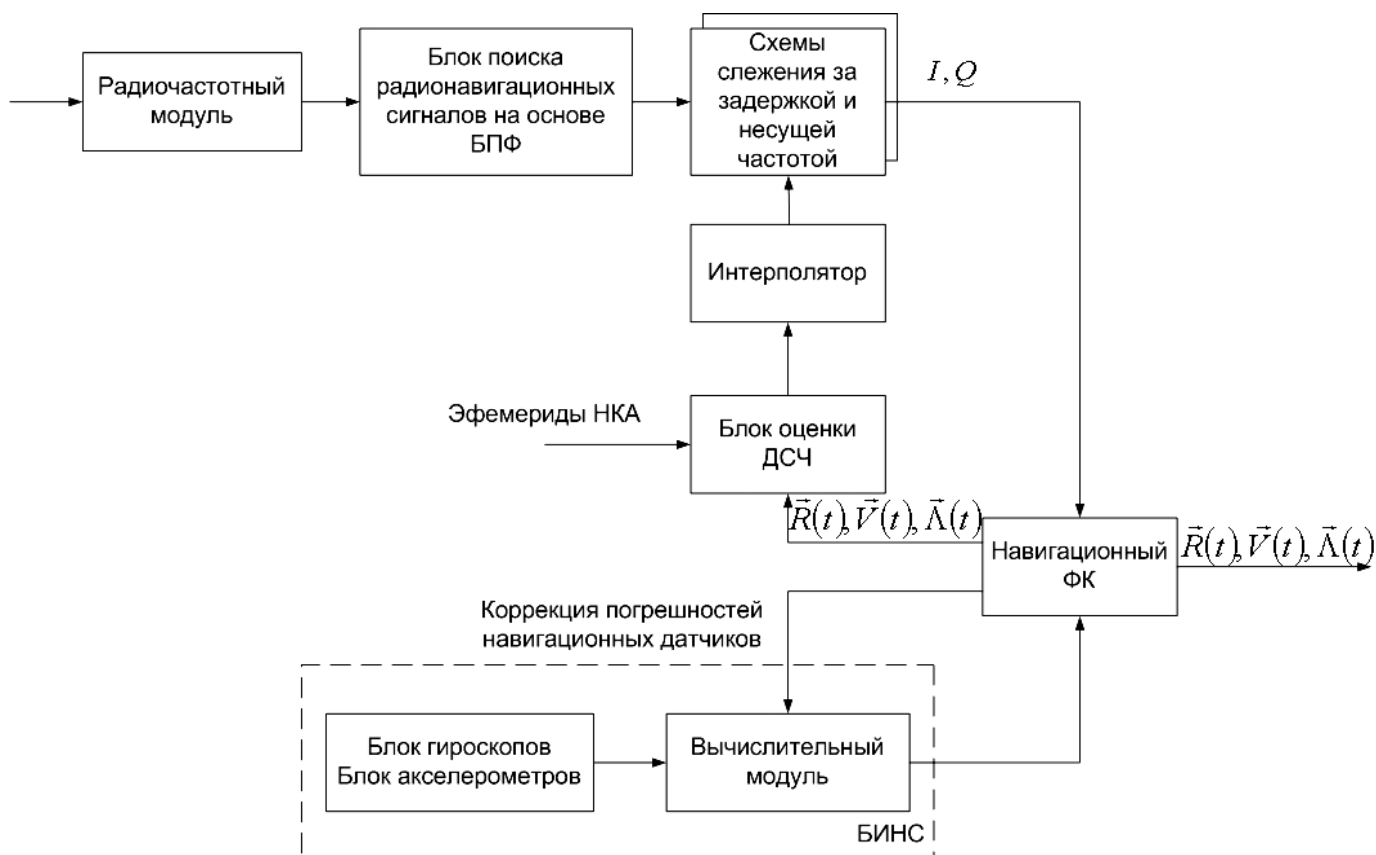 Радиочастотный
модуль
Блок поиска
радионавигационных
сигналов на основе
БПФ
Схемы
слежения за
задержкой и
несущей
частотой
I, Q
Интерполятор
Эфемериды НКА
Блок оценки
ДСЧ
R⃗(t), V⃗(t), Λ⃗(t)
Навигационный
ФК
R⃗(t), V⃗(t), Λ⃗(t)
Коррекция погрешностей
навигационных датчиков
Блок гироскопов
Блок акселерометров
Вычислительный
модуль
БИНС